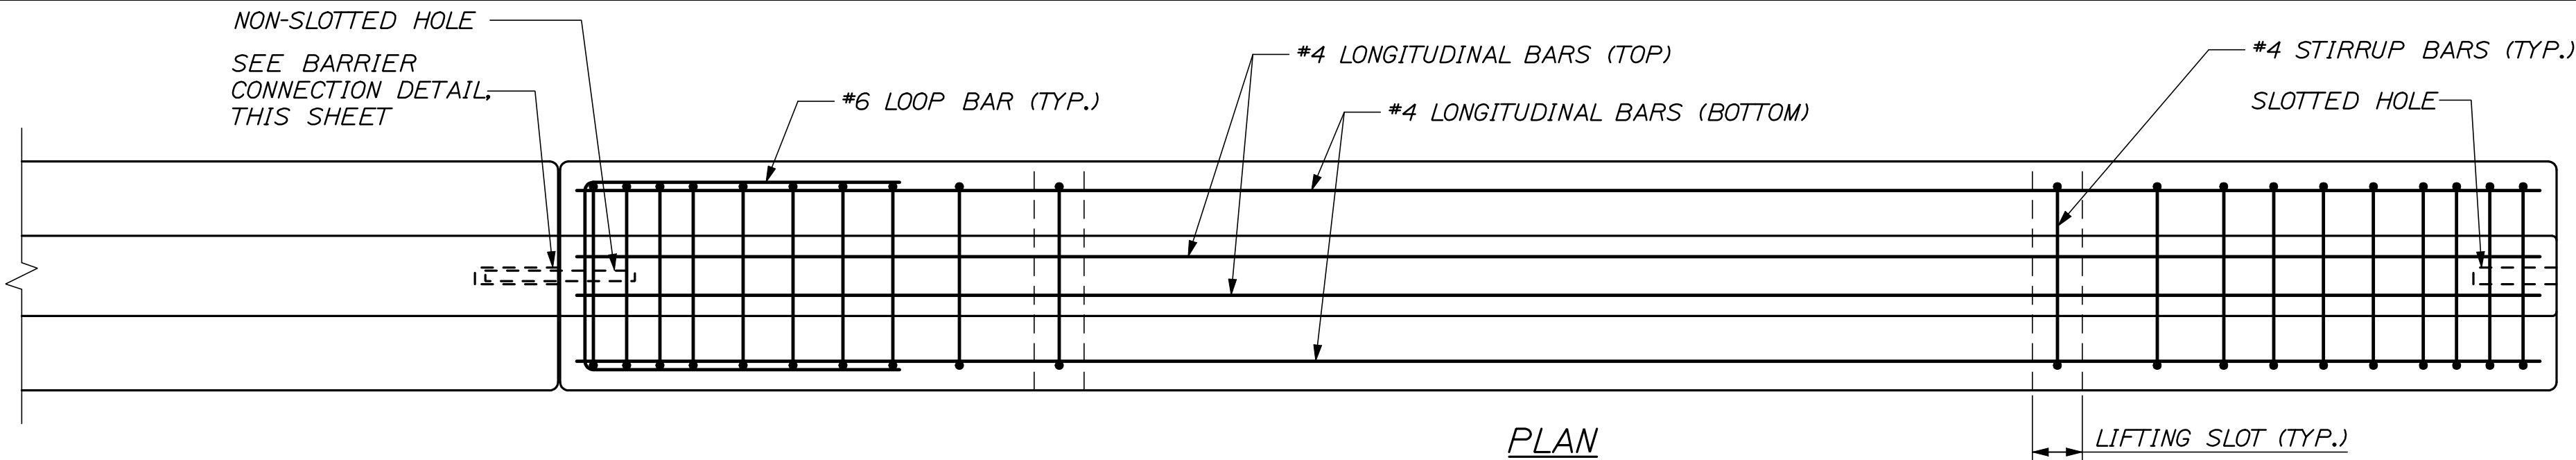 NON-SLOTTED HOLE
SEE BARRIER
CONNECTION DETAIL,
THIS SHEET
#6 LOOP BAR (TYP.)
#4 LONGITUDINAL BARS (TOP)
#4 LONGITUDINAL BARS (BOTTOM)
#4 STIRRUP BARS (TYP.)
SLOTTED HOLE
PLAN
LIFTING SLOT (TYP.)